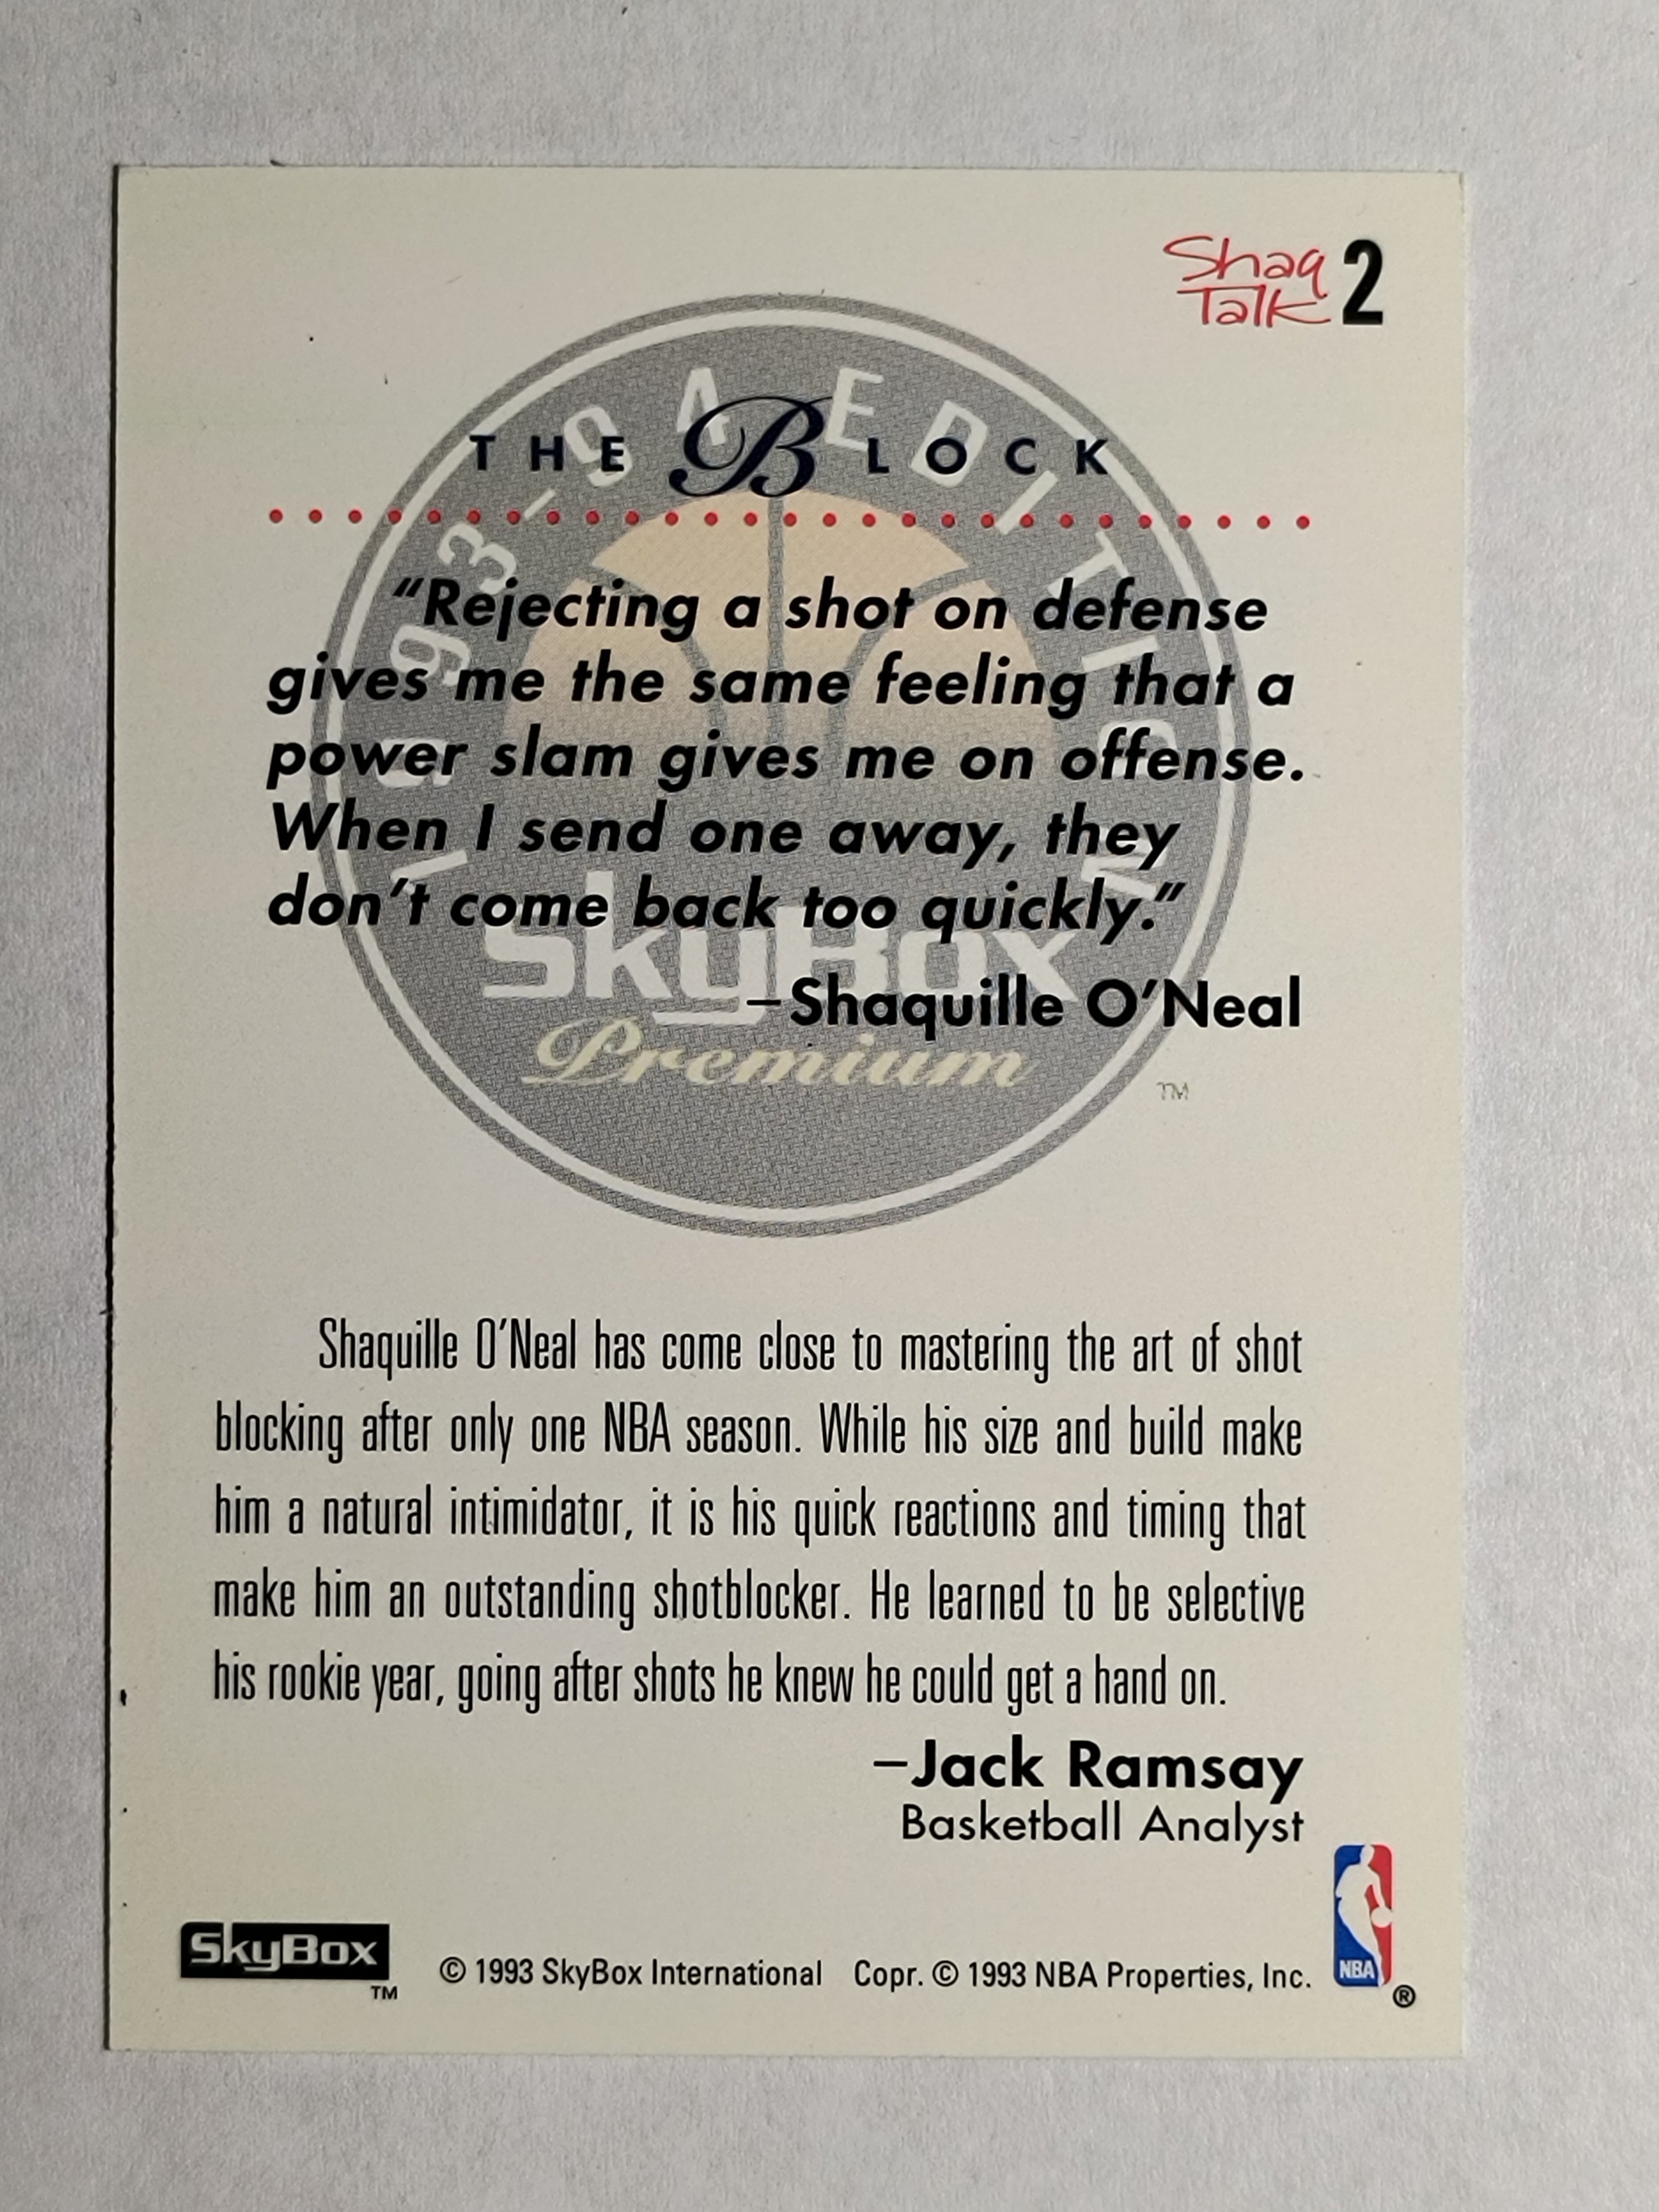 Shaq
Talk 2
1993-94 EDITION
THE BLOCK
“Rejecting a shot on defense
gives me the same feeling that a
power slam gives me on offense.
When I send one away, they
don’t come back too quickly.”
SkyBox
–Shaquille O’Neal
Premium
TM
Shaquille O’Neal has come close to mastering the art of shot
blocking after only one NBA season. While his size and build make
him a natural intimidator, it is his quick reactions and timing that
make him an outstanding shotblocker. He learned to be selective
his rookie year, going after shots he knew he could get a hand on.
–Jack Ramsay
Basketball Analyst
SkyBox TM
© 1993 SkyBox International Copr. © 1993 NBA Properties, Inc.
NBA ®